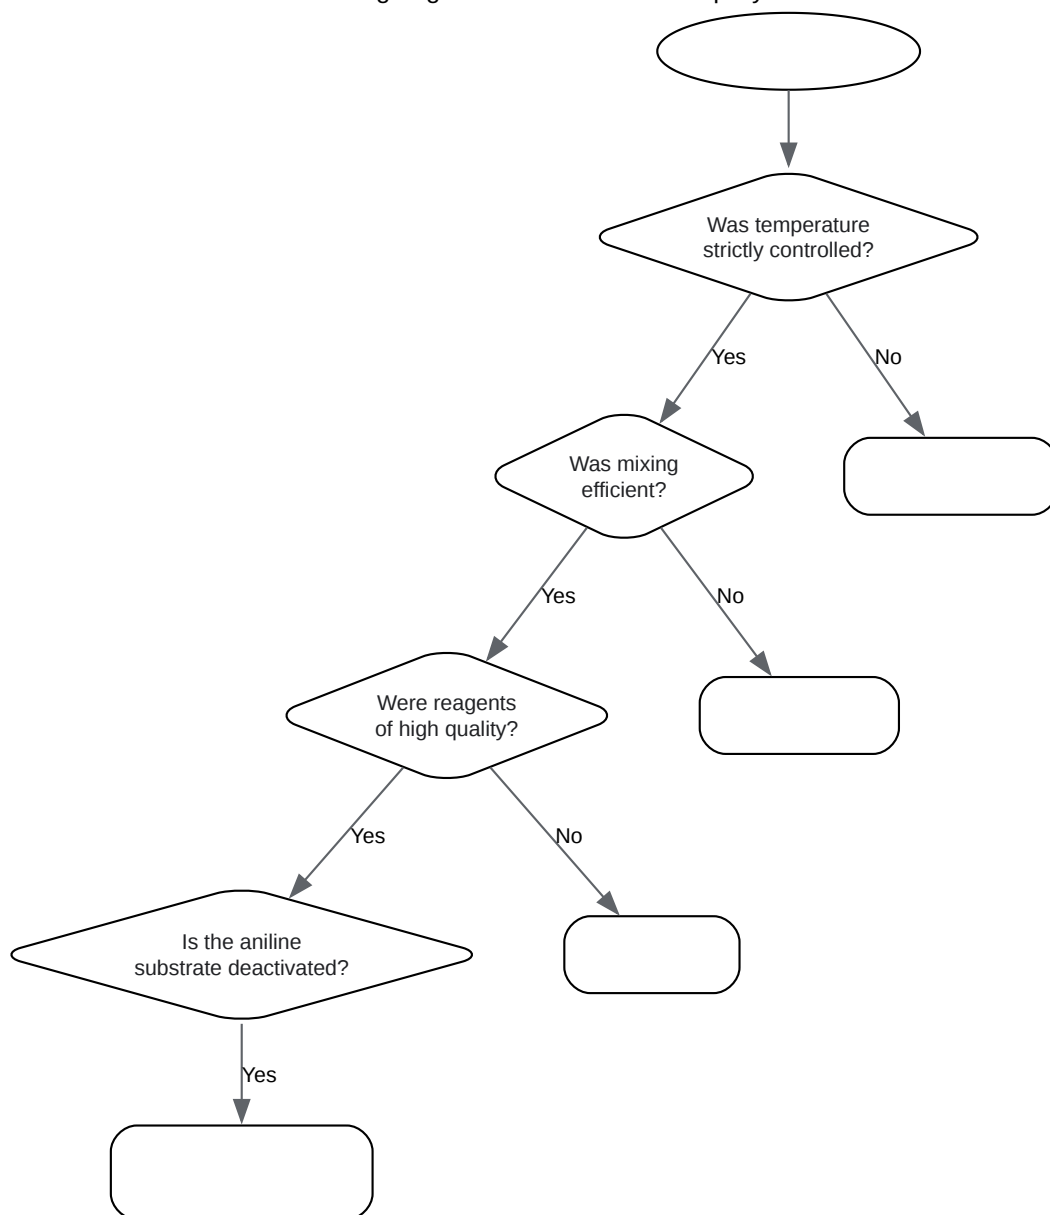 Was temperature
strictly controlled?
Yes
No
Was mixing
efficient?
Yes
No
Were reagents
of high quality?
Yes
No
Is the aniline
substrate deactivated?
Yes